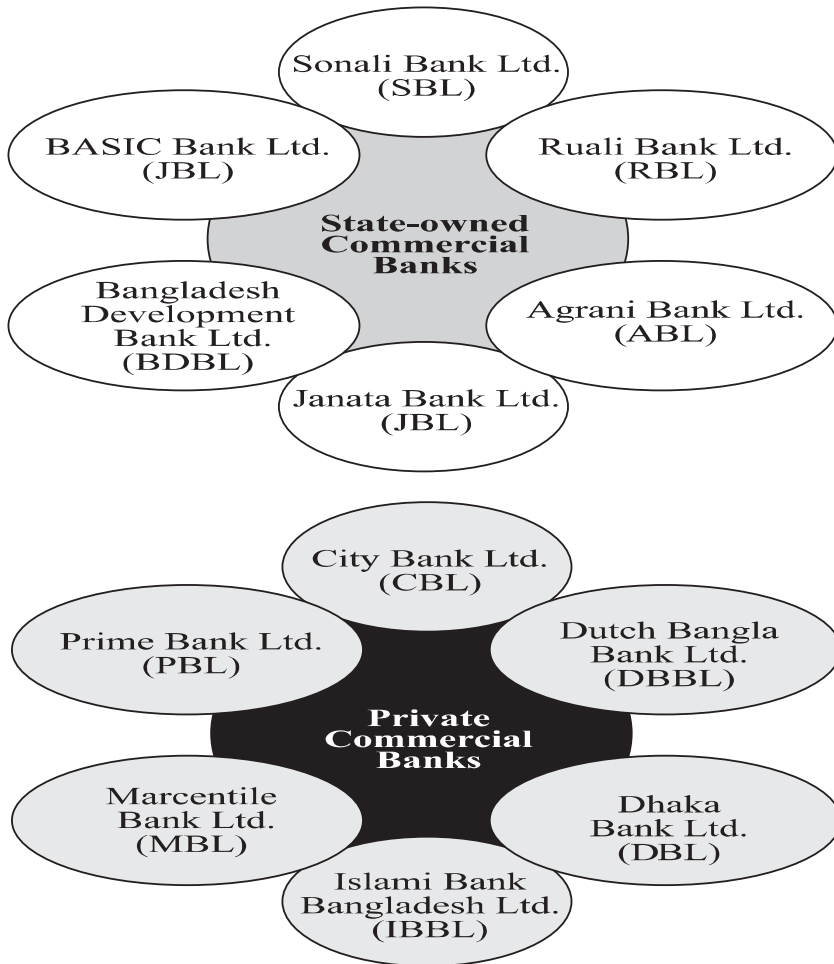 Sonali Bank Ltd.
(SBL)
BASIC Bank Ltd.
(JBL)
Ruali Bank Ltd.
(RBL)
State-owned
Commercial
Banks
Bangladesh
Development
Bank Ltd.
(BDBL)
Agrani Bank Ltd.
(ABL)
Janata Bank Ltd.
(JBL)
City Bank Ltd.
(CBL)
Prime Bank Ltd.
(PBL)
Dutch Bangla
Bank Ltd.
(DBBL)
Private
Commercial
Banks
Marcentile
Bank Ltd.
(MBL)
Dhaka
Bank Ltd.
(DBL)
Islami Bank
Bangladesh Ltd.
(IBBL)